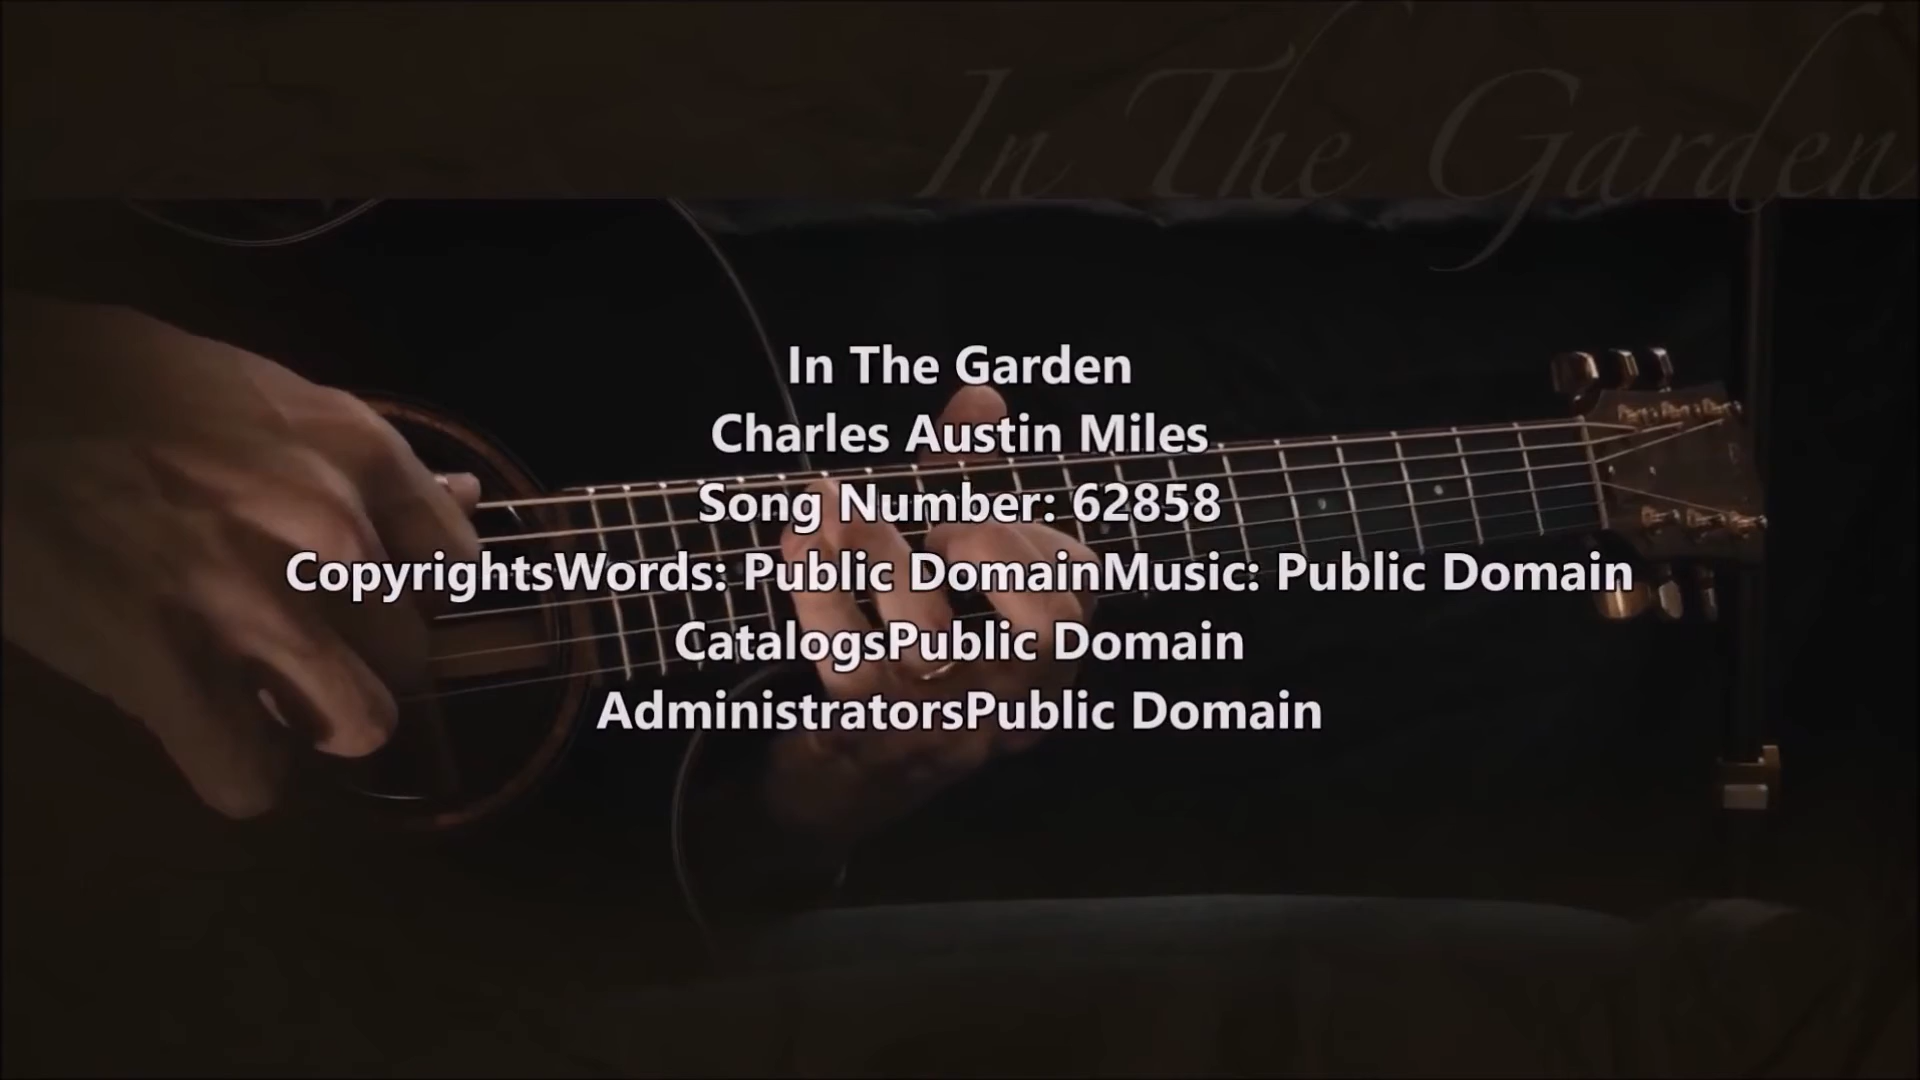 In The Garden
In The Garden
Charles Austin Miles
Song Number: 62858
CopyrightsWords: Public DomainMusic: Public Domain
CatalogsPublic Domain
AdministratorsPublic Domain